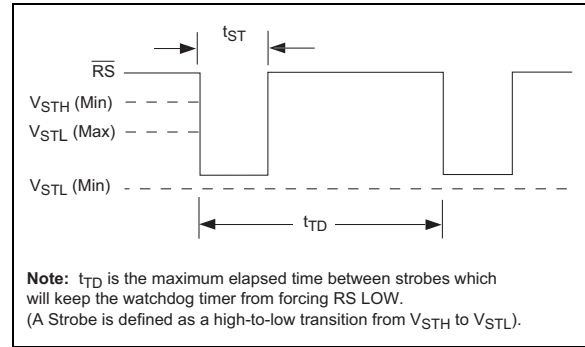 tST
RS
VSTH (Min)
VSTL (Max)
VSTL (Min)
tTD
Note: tTD is the maximum elapsed time between strobes which
will keep the watchdog timer from forcing RS LOW.
(A Strobe is defined as a high-to-low transition from VSTH to VSTL).